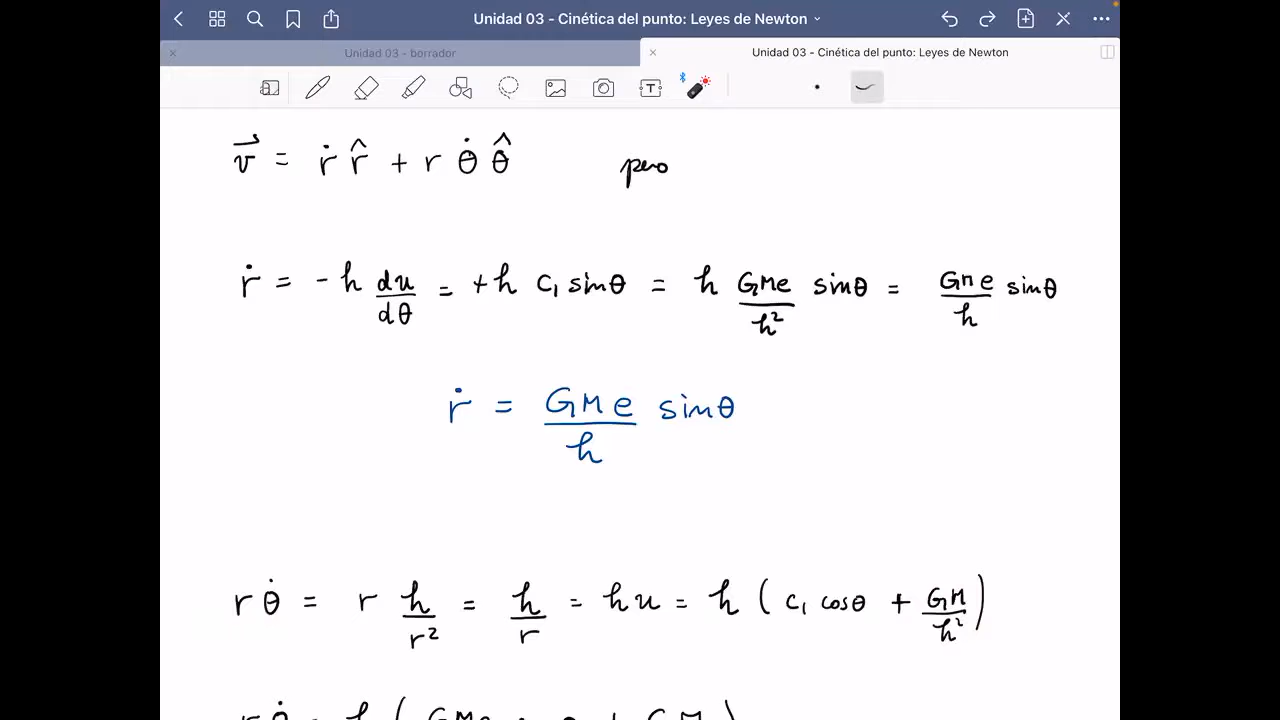 Unidad 03 - Cinética del punto: Leyes de Newton
Unidad 03 - borrador
Unidad 03 - Cinética del punto: Leyes de Newton
v⃗ = ṙ r̂ + r θ̇ θ̂ pero
ṙ = - h du/dθ = + h c₁ sinθ = h GMe/h² sinθ = GMe/h sinθ
ṙ = GMe/h sinθ
r θ̇ = r h/r² = h/r = h u = h ( c₁ cosθ + GM/h² )